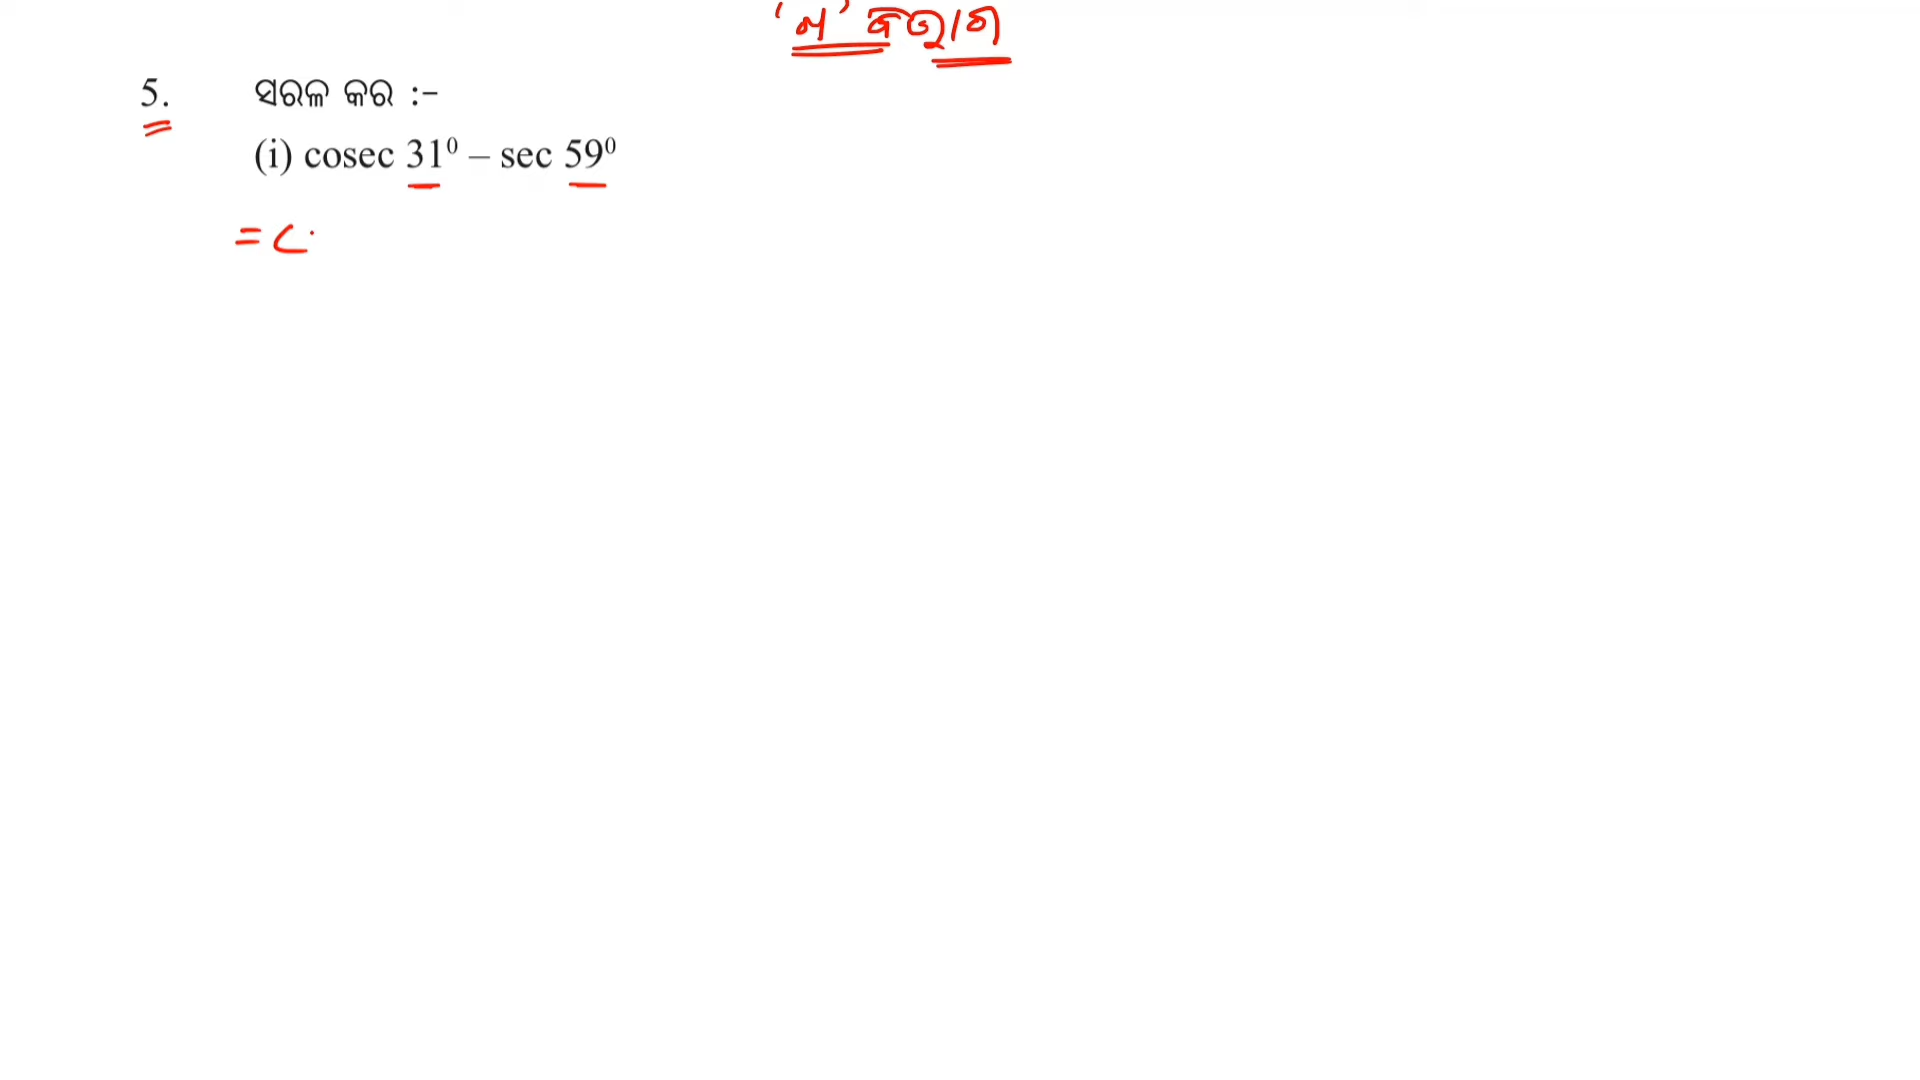 'ଖ' ବିଭାଗ
5. ସରଳ କର :-
(i) cosec 31⁰ – sec 59⁰
= c